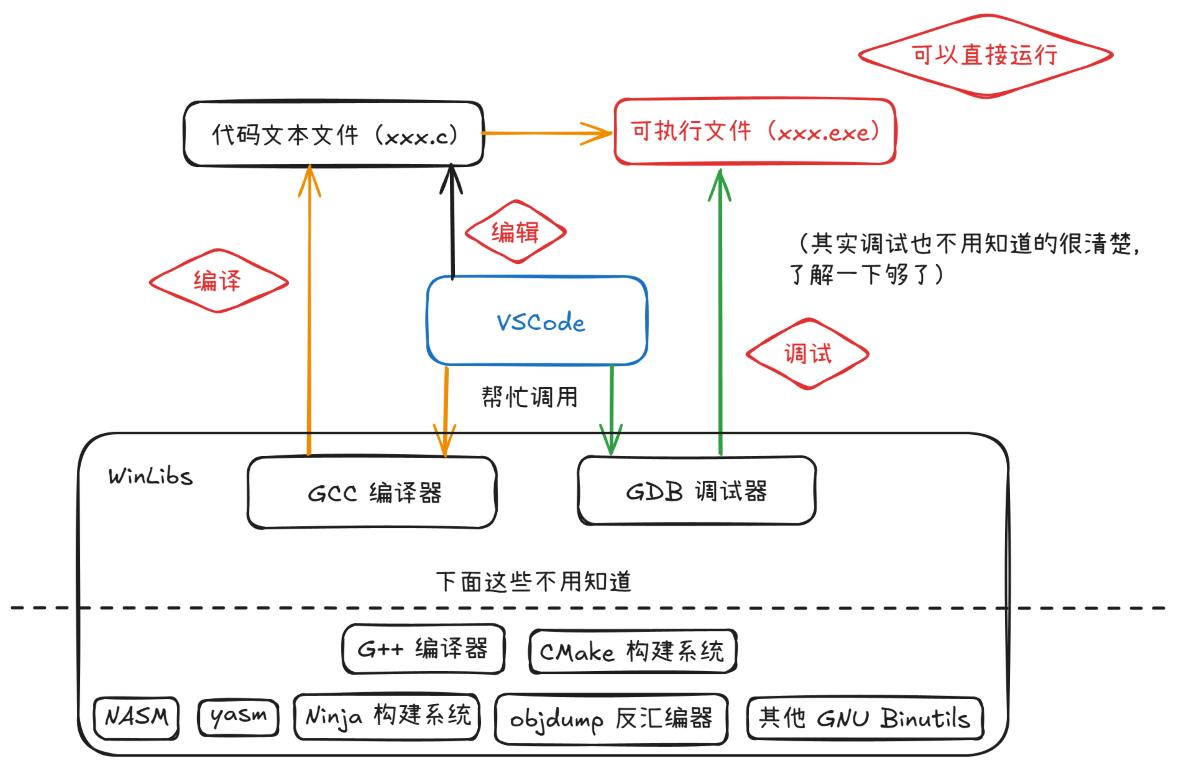 可以直接运行
代码文本文件（xxx.c）
可执行文件（xxx.exe）
编辑
（其实调试也不用知道的很清楚，
了解一下够了）
编译
VSCode
调试
帮忙调用
WinLibs
GCC 编译器
GDB 调试器
下面这些不用知道
G++ 编译器
CMake 构建系统
NASM
yasm
Ninja 构建系统
objdump 反汇编器
其他 GNU Binutils